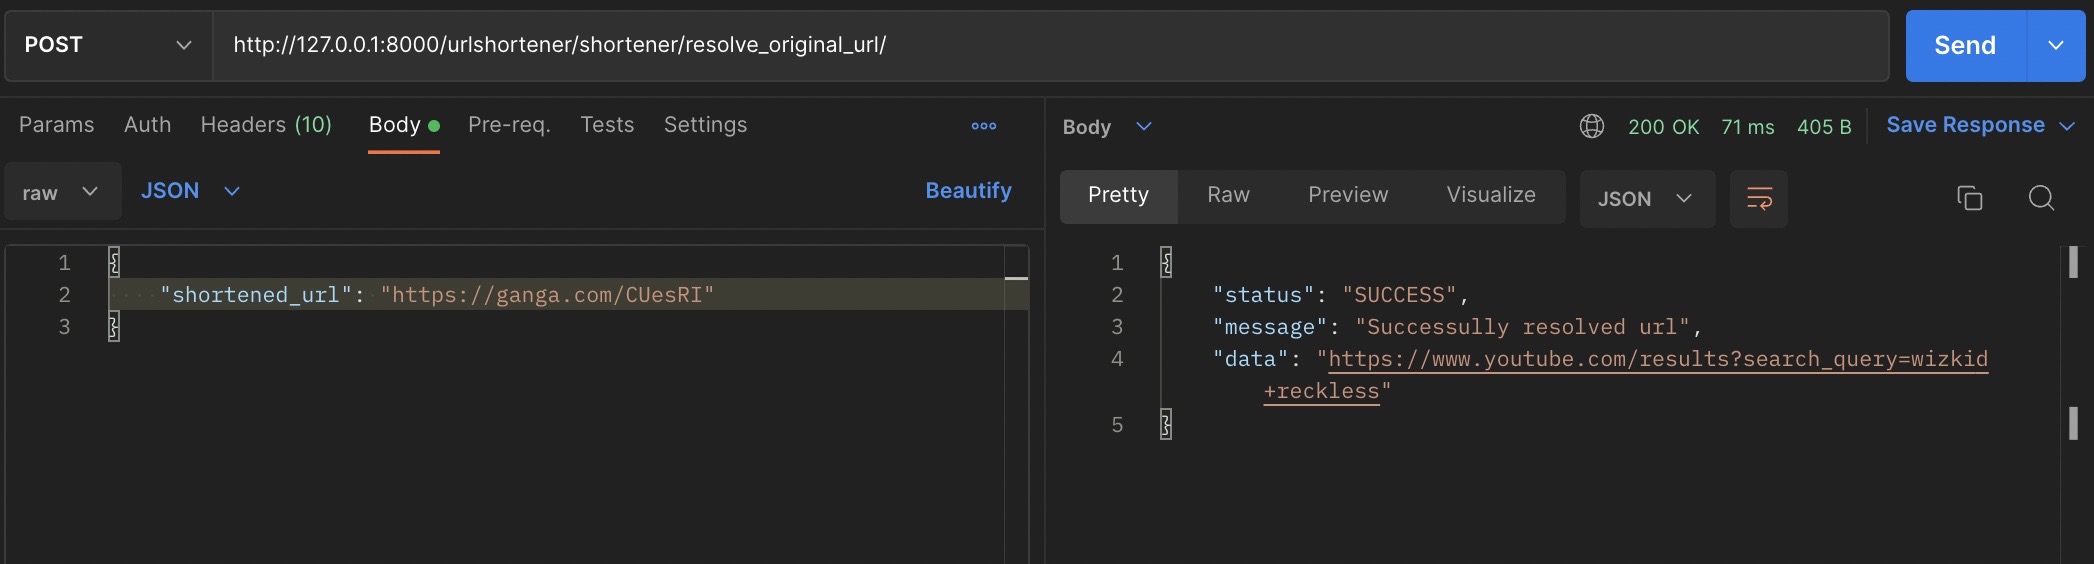 POST http://127.0.0.1:8000/urlshortener/shortener/resolve_original_url/ Send
Params Auth Headers (10) Body Pre-req. Tests Settings
raw JSON Beautify
1 {
2 "shortened_url": "https://ganga.com/CUesRI"
3 }
Body 200 OK 71 ms 405 B Save Response
Pretty Raw Preview Visualize JSON
1 {
2 "status": "SUCCESS",
3 "message": "Successully resolved url",
4 "data": "https://www.youtube.com/results?search_query=wizkid
+reckless"
5 }